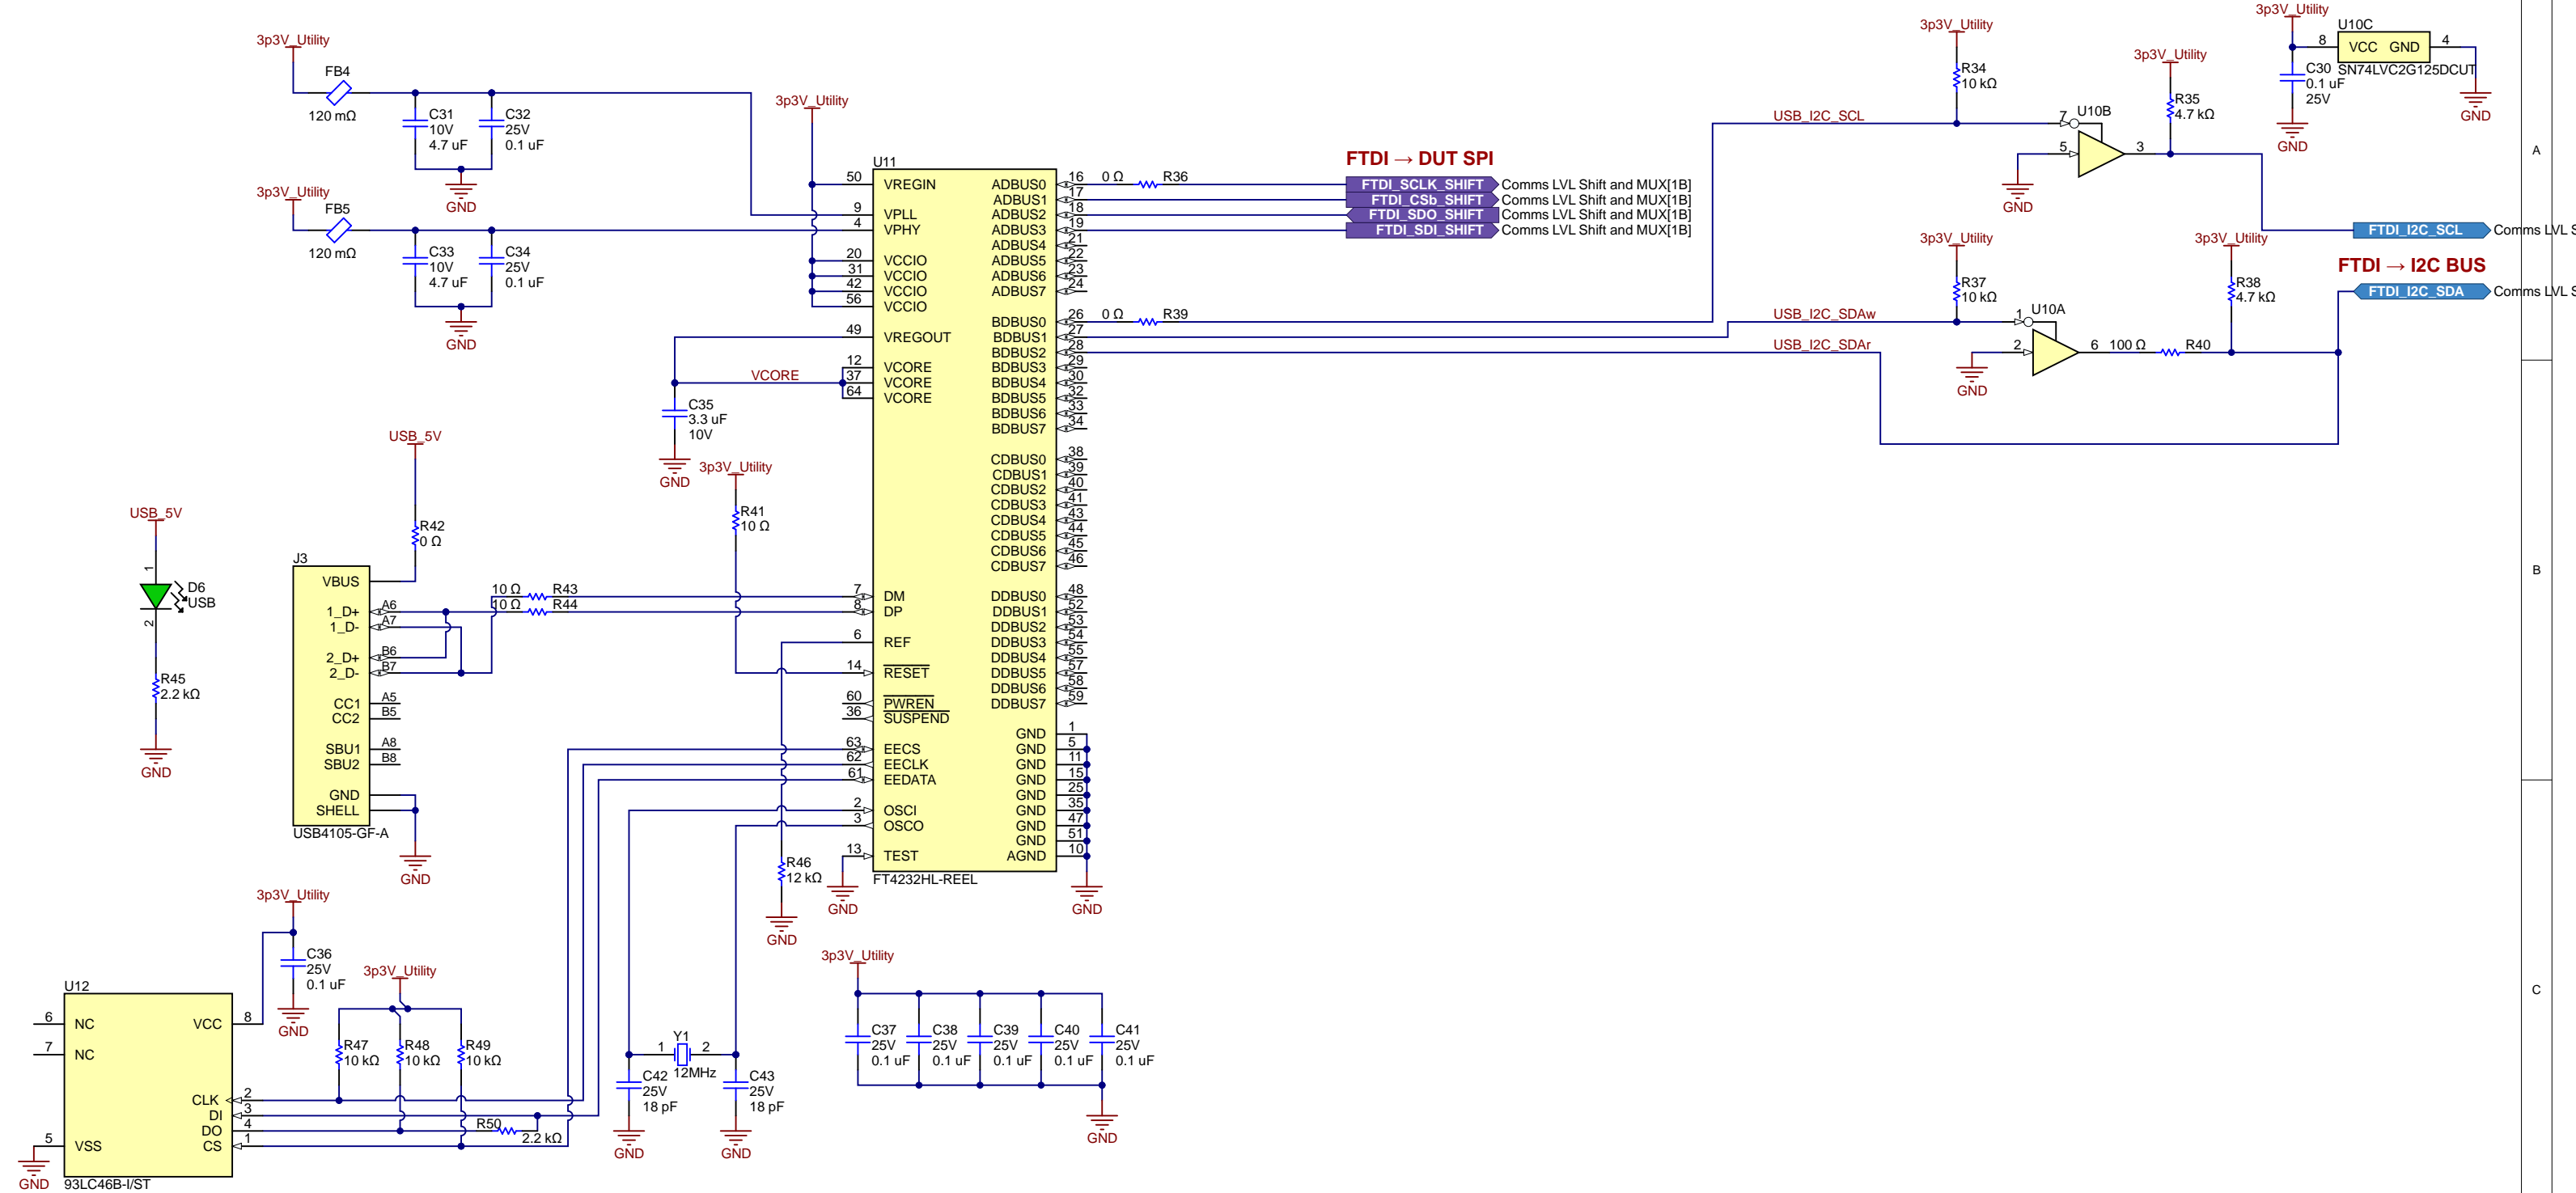 3p3V_Utility
FB4
120 mΩ
C31
10V
4.7 uF
C32
25V
0.1 uF
GND
3p3V_Utility
FB5
120 mΩ
C33
10V
4.7 uF
C34
25V
0.1 uF
GND
3p3V_Utility
U11
50 VREGIN
9 VPLL
4 VPHY
20 VCCIO
31 VCCIO
42 VCCIO
56 VCCIO
49 VREGOUT
12 VCORE
37 VCORE
64 VCORE
VCORE
C35
3.3 uF
10V
GND
3p3V_Utility
R41
10 Ω
7 DM
8 DP
6 REF
14 RESET
60 PWREN
36 SUSPEND
63 EECS
62 EECLK
61 EEDATA
2 OSCI
3 OSCO
13 TEST
FT4232HL-REEL
GND
R46
12 kΩ
GND
ADBUS0 16
ADBUS1 17
ADBUS2 18
ADBUS3 19
ADBUS4 21
ADBUS5 22
ADBUS6 23
ADBUS7 24
BDBUS0 26
BDBUS1 27
BDBUS2 28
BDBUS3 29
BDBUS4 30
BDBUS5 32
BDBUS6 33
BDBUS7 34
CDBUS0 38
CDBUS1 39
CDBUS2 40
CDBUS3 41
CDBUS4 43
CDBUS5 44
CDBUS6 45
CDBUS7 46
DDBUS0 48
DDBUS1 52
DDBUS2 53
DDBUS3 54
DDBUS4 55
DDBUS5 57
DDBUS6 58
DDBUS7 59
GND 1
GND 5
GND 11
GND 15
GND 25
GND 35
GND 47
GND 51
AGND 10
GND
0 Ω R36
FTDI → DUT SPI
FTDI_SCLK_SHIFT Comms LVL Shift and MUX[1B]
FTDI_CSb_SHIFT Comms LVL Shift and MUX[1B]
FTDI_SDO_SHIFT Comms LVL Shift and MUX[1B]
FTDI_SDI_SHIFT Comms LVL Shift and MUX[1B]
0 Ω R39
USB_I2C_SCL
USB_I2C_SDAw
USB_I2C_SDAr
3p3V_Utility
R34
10 kΩ
7 U10B
5 3
GND
3p3V_Utility
R35
4.7 kΩ
3p3V_Utility
U10C
8 VCC GND 4
SN74LVC2G125DCUT
C30
0.1 uF
25V
GND
GND
FTDI_I2C_SCL Comms LVL S
FTDI → I2C BUS
FTDI_I2C_SDA Comms LVL S
3p3V_Utility
R37
10 kΩ
1 U10A
2 6 100 Ω R40
GND
3p3V_Utility
R38
4.7 kΩ
A
B
C
USB_5V
D6
USB
1
2
R45
2.2 kΩ
GND
USB_5V
R42
0 Ω
J3
VBUS
1_D+ A6
1_D- A7
2_D+ B6
2_D- B7
CC1 A5
CC2 B5
SBU1 A8
SBU2 B8
GND
SHELL
USB4105-GF-A
GND
10 Ω R43
10 Ω R44
3p3V_Utility
C36
25V
0.1 uF
GND
U12
6 NC
7 NC
5 VSS
VCC 8
CLK 2
DI 3
DO 4
CS 1
93LC46B-I/ST
GND
3p3V_Utility
R47
10 kΩ
R48
10 kΩ
R49
10 kΩ
R50
2.2 kΩ
1 Y1 2
12MHz
C42
25V
18 pF
GND
C43
25V
18 pF
GND
3p3V_Utility
C37
25V
0.1 uF
C38
25V
0.1 uF
C39
25V
0.1 uF
C40
25V
0.1 uF
C41
25V
0.1 uF
GND